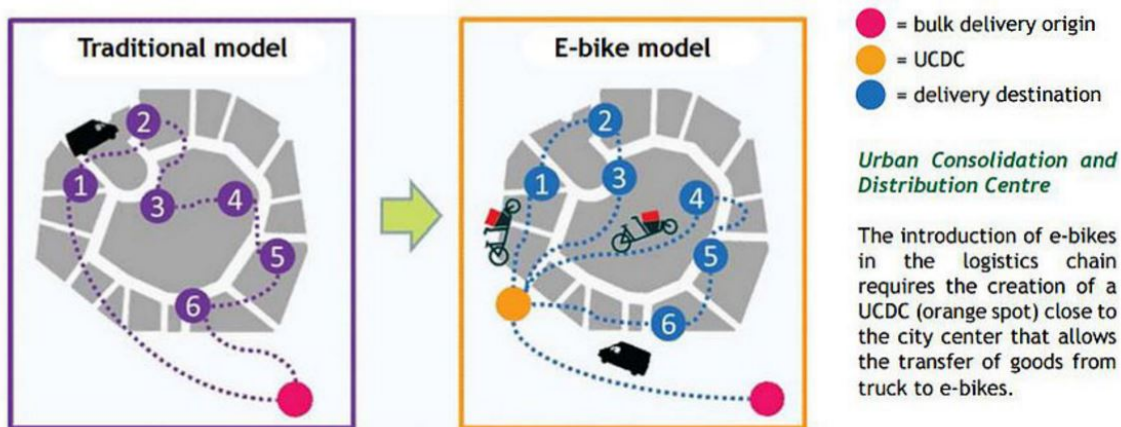 Traditional model
2
1
3
4
5
6
E-bike model
2
1
3
4
5
6
= bulk delivery origin
= UCDC
= delivery destination
Urban Consolidation and
Distribution Centre
The introduction of e-bikes
in the logistics chain
requires the creation of a
UCDC (orange spot) close to
the city center that allows
the transfer of goods from
truck to e-bikes.